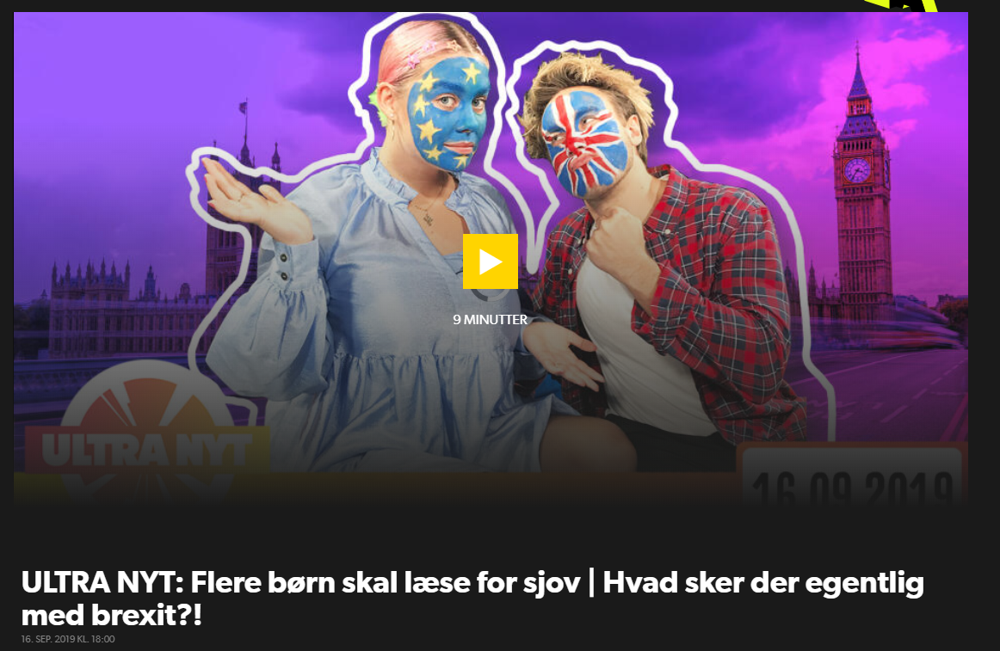 9 MINUTTER
ULTRA NYT
16.09.2019
ULTRA NYT: Flere børn skal læse for sjov | Hvad sker der egentlig
med brexit?!
16. SEP. 2019 KL. 18:00